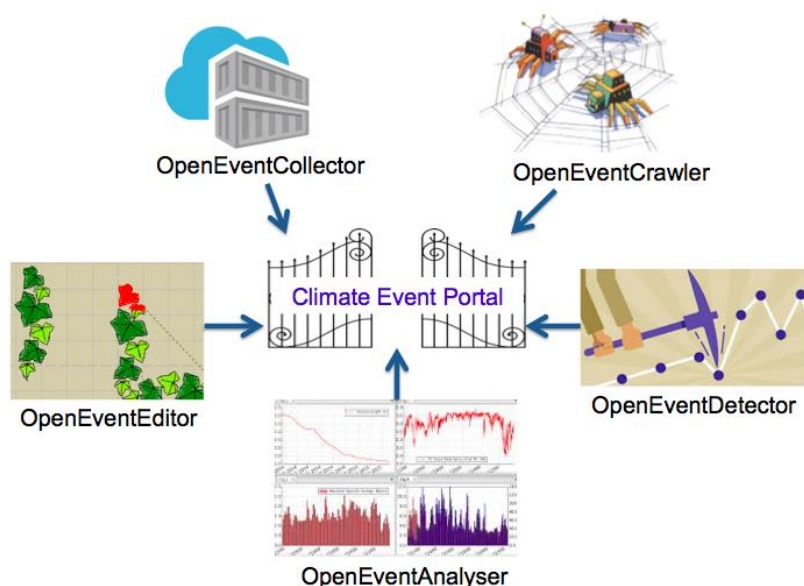 OpenEventCollector
OpenEventCrawler
Climate Event Portal
OpenEventEditor
OpenEventDetector
OpenEventAnalyser